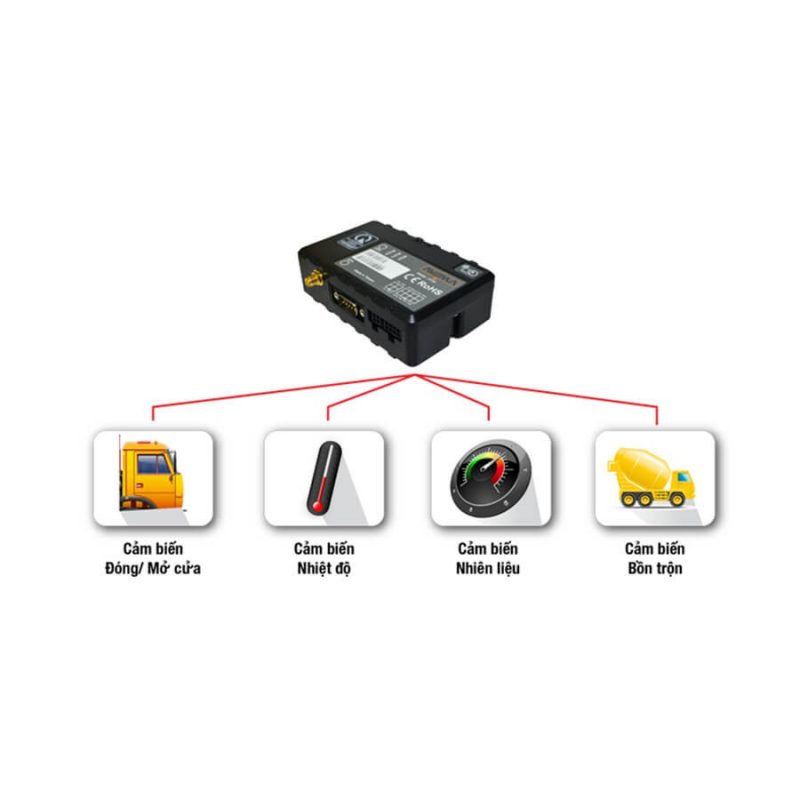 CE RoHS
Cảm biến
Đóng/ Mở cửa
Cảm biến
Nhiệt độ
Cảm biến
Nhiên liệu
Cảm biến
Bồn trộn